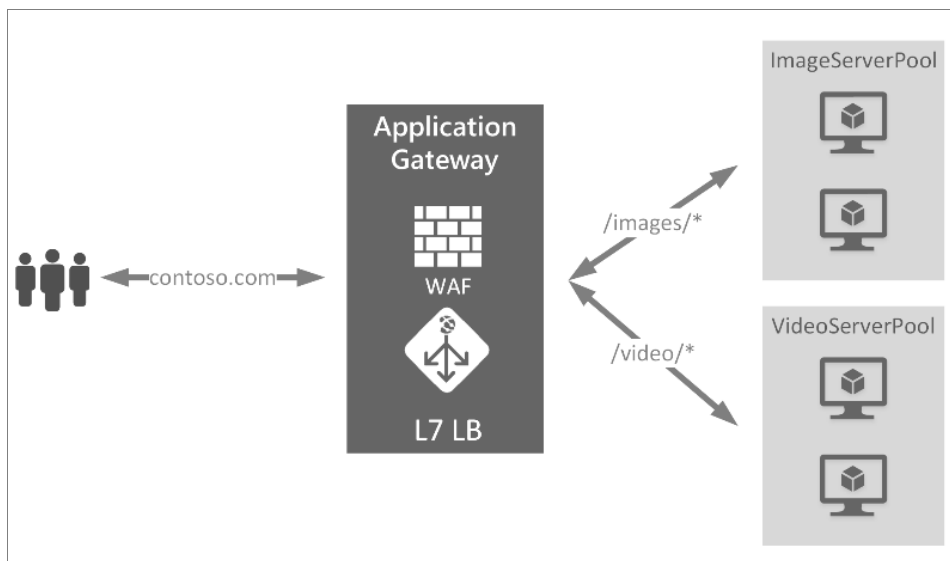 contoso.com
Application
Gateway
WAF
L7 LB
/images/*
/video/*
ImageServerPool
VideoServerPool